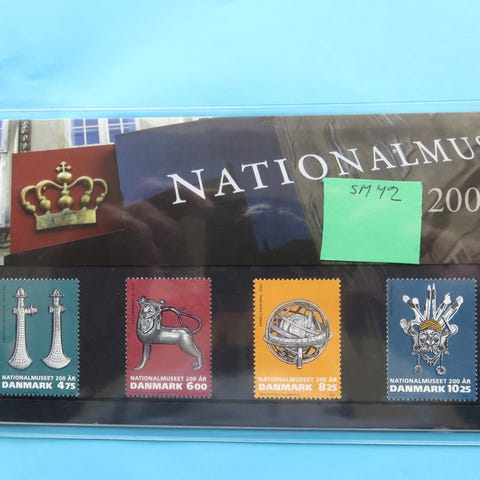 NATIONALMUS
200
SM 42
NATIONALMUSEET 200 ÅR
DANMARK 475
NATIONALMUSEET 200 ÅR
DANMARK 600
NATIONALMUSEET 200 ÅR
DANMARK 825
NATIONALMUSEET 200 ÅR
DANMARK 1025